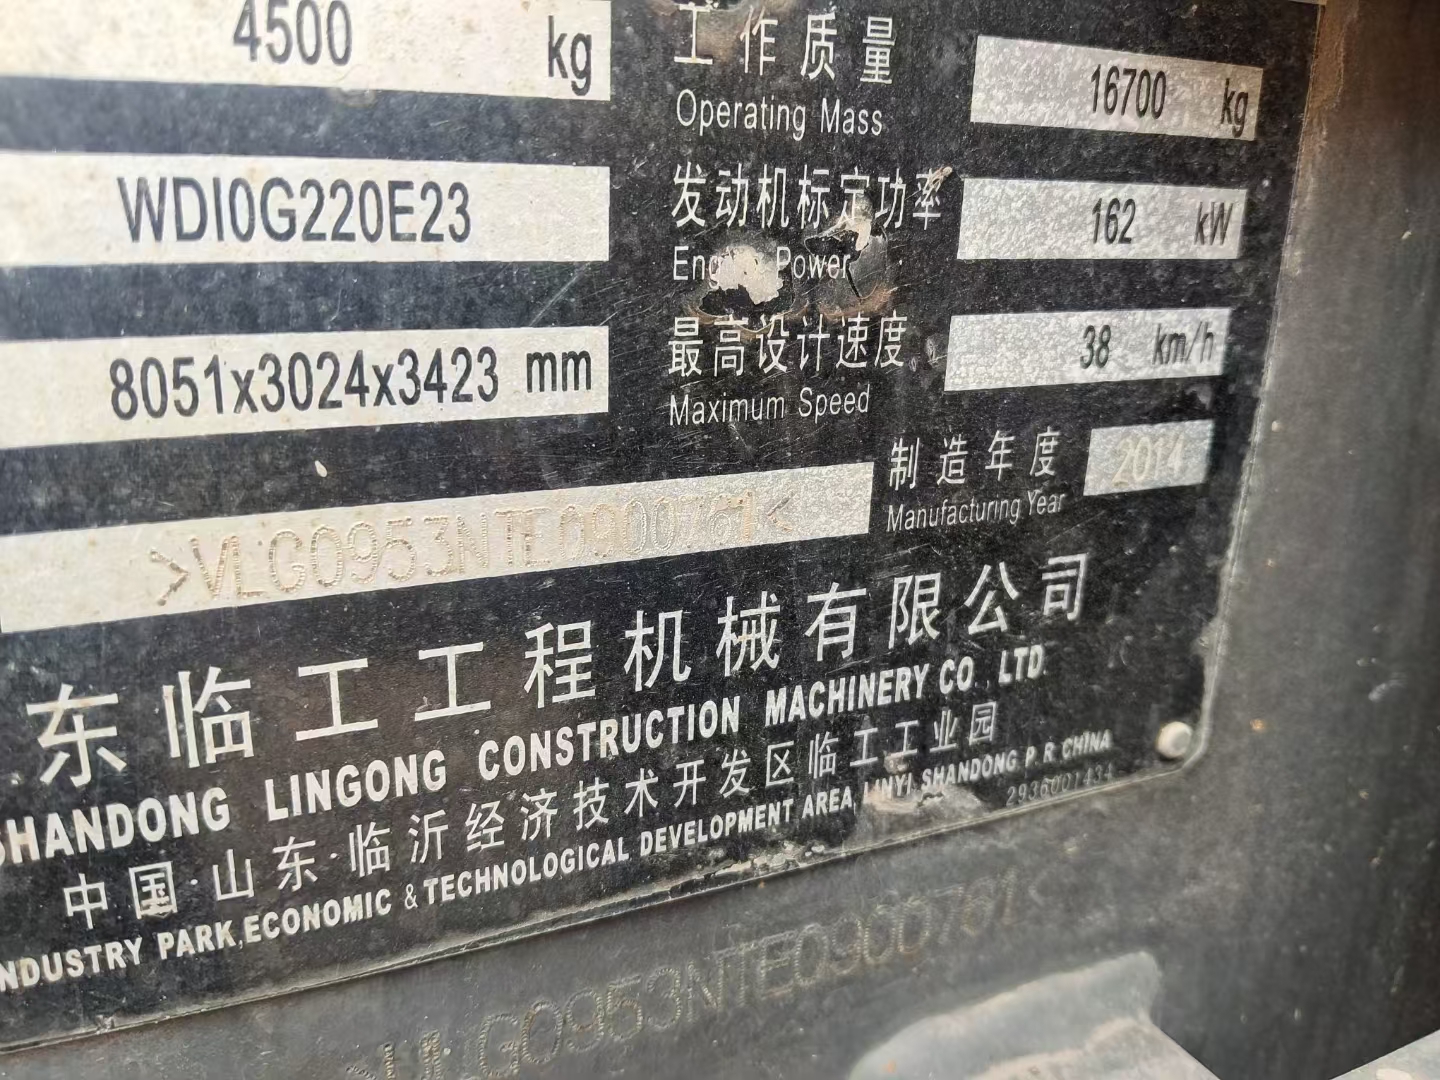 4500 kg
工作质量
Operating Mass
16700 kg
WDI0G220E23
发动机标定功率
Power
162 kW
8051x3024x3423 mm
最高设计速度
Maximum Speed
38 km/h
制造年度
Manufacturing Year
2014
>VLG0953NTE0900761<
东临工工程机械有限公司
SHANDONG LINGONG CONSTRUCTION MACHINERY CO.,LTD
中国·山东·临沂经济技术开发区临工工业园
INDUSTRY PARK,ECONOMIC & TECHNOLOGICAL DEVELOPMENT AREA, LINYI, SHANDONG P. R. CHINA
2936001434
>VLG0953NTE0900761<